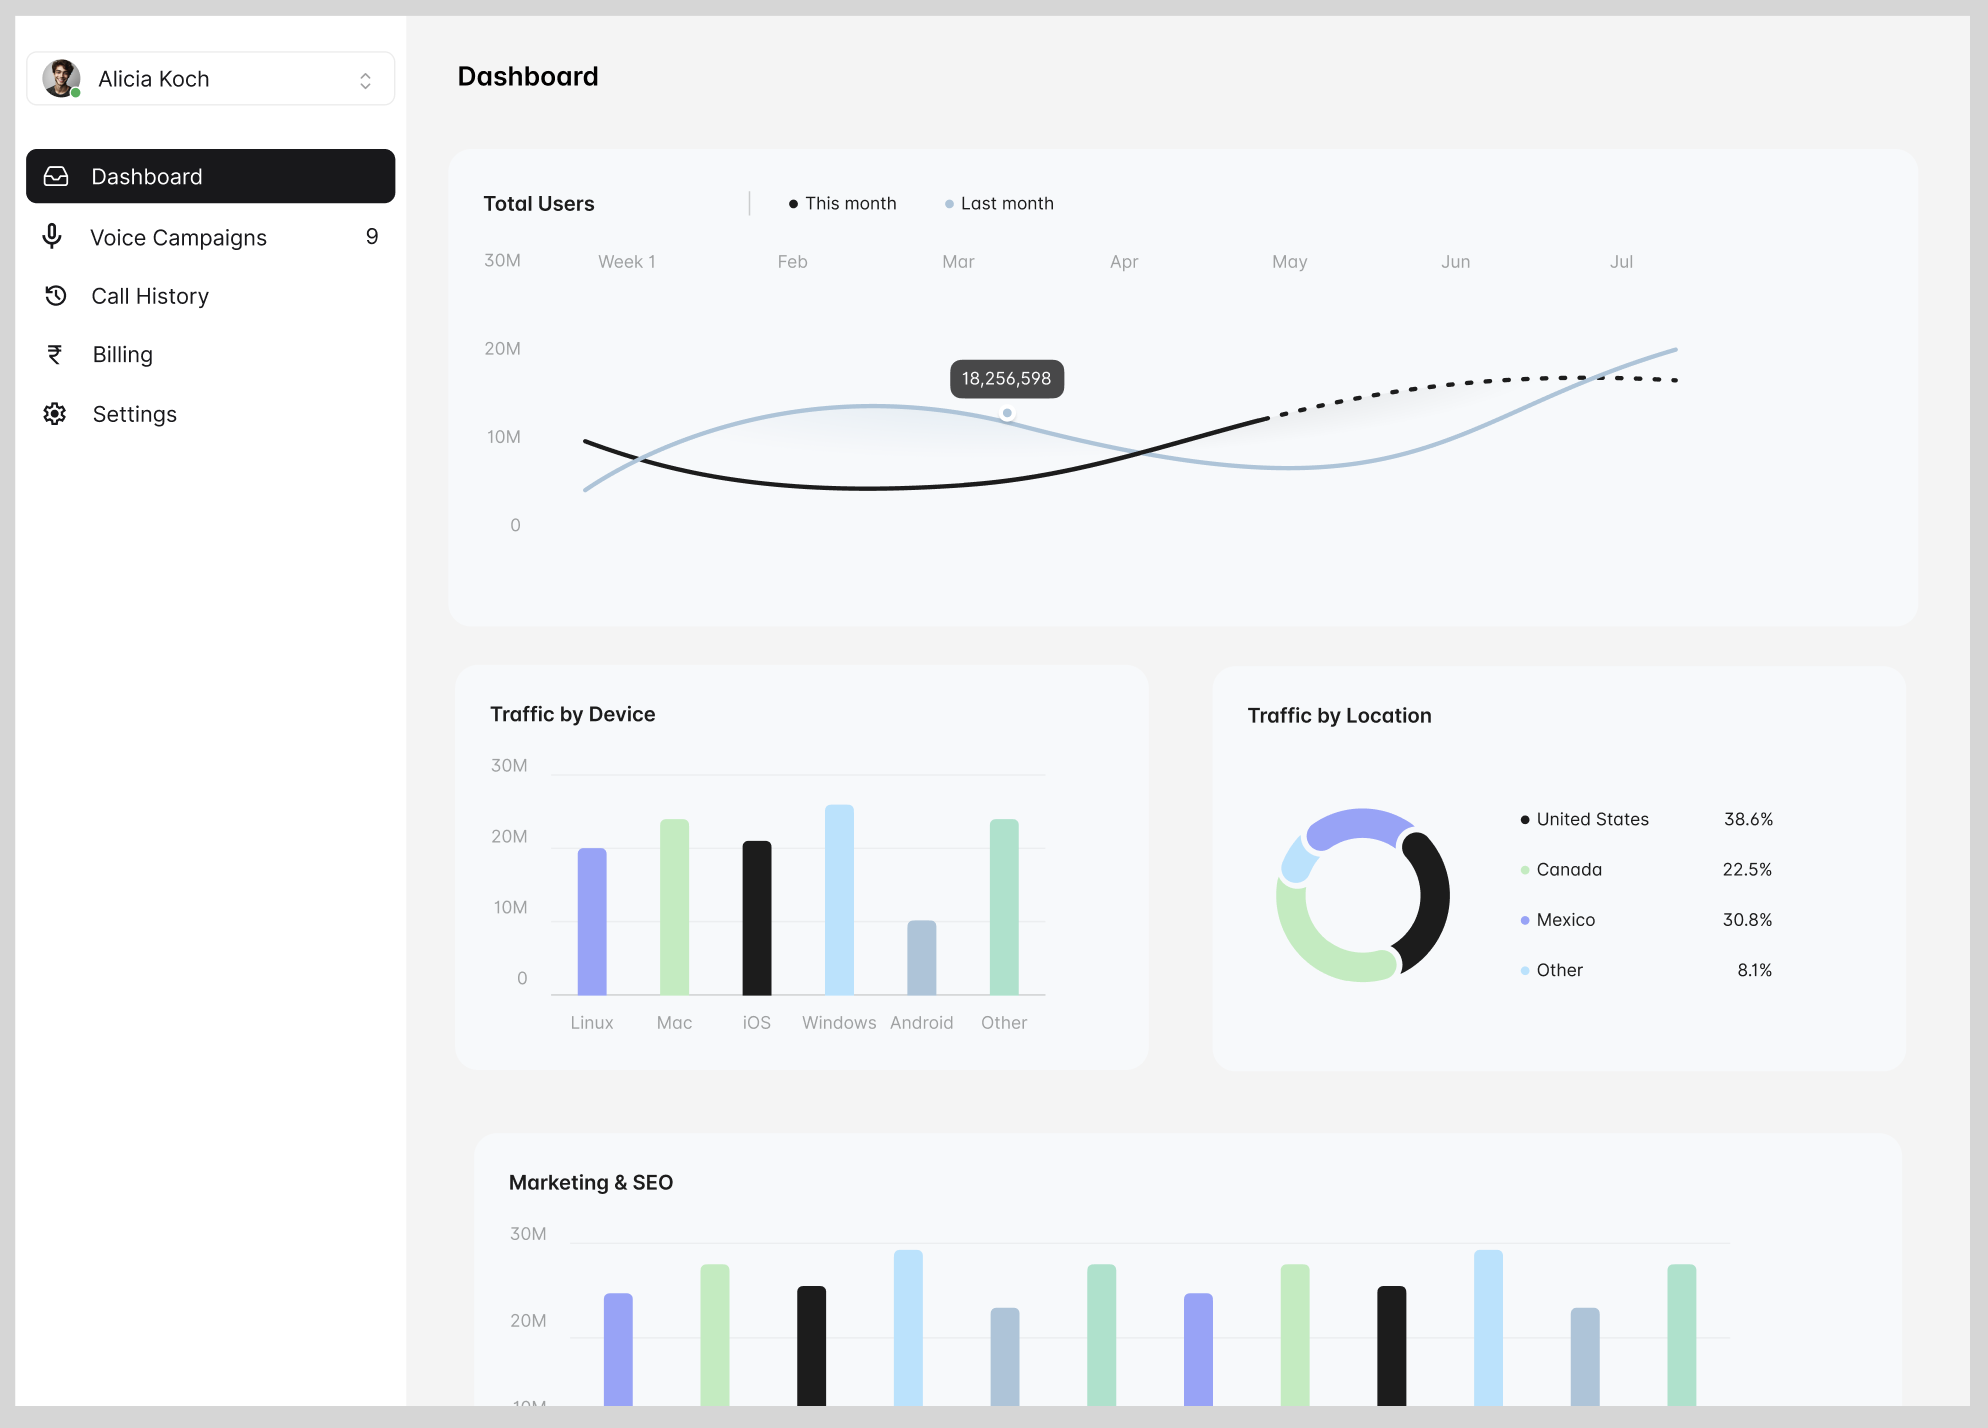 Alicia Koch
Dashboard
Voice Campaigns 9
Call History
Billing
Settings
Dashboard
Total Users
This month
Last month
30M
20M
10M
0
Week 1 Feb Mar Apr May Jun Jul
18,256,598
Traffic by Device
30M
20M
10M
0
Linux Mac iOS Windows Android Other
Traffic by Location
United States 38.6%
Canada 22.5%
Mexico 30.8%
Other 8.1%
Marketing & SEO
30M
20M
10M